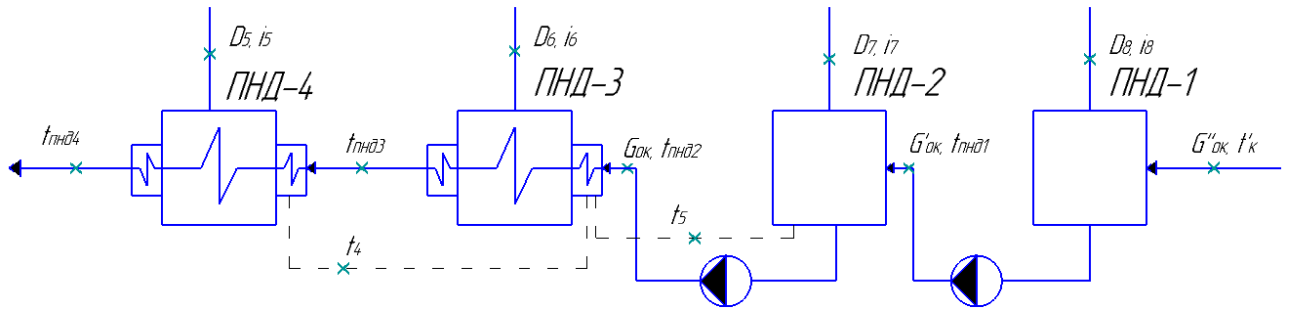 D5, i5
D6, i6
D7, i7
D8, i8
ПНД-4
ПНД-3
ПНД-2
ПНД-1
tпнд4
tпнд3
Gок, tпнд2
G'ок, tпнд1
G''ок, t'к
t4
t5